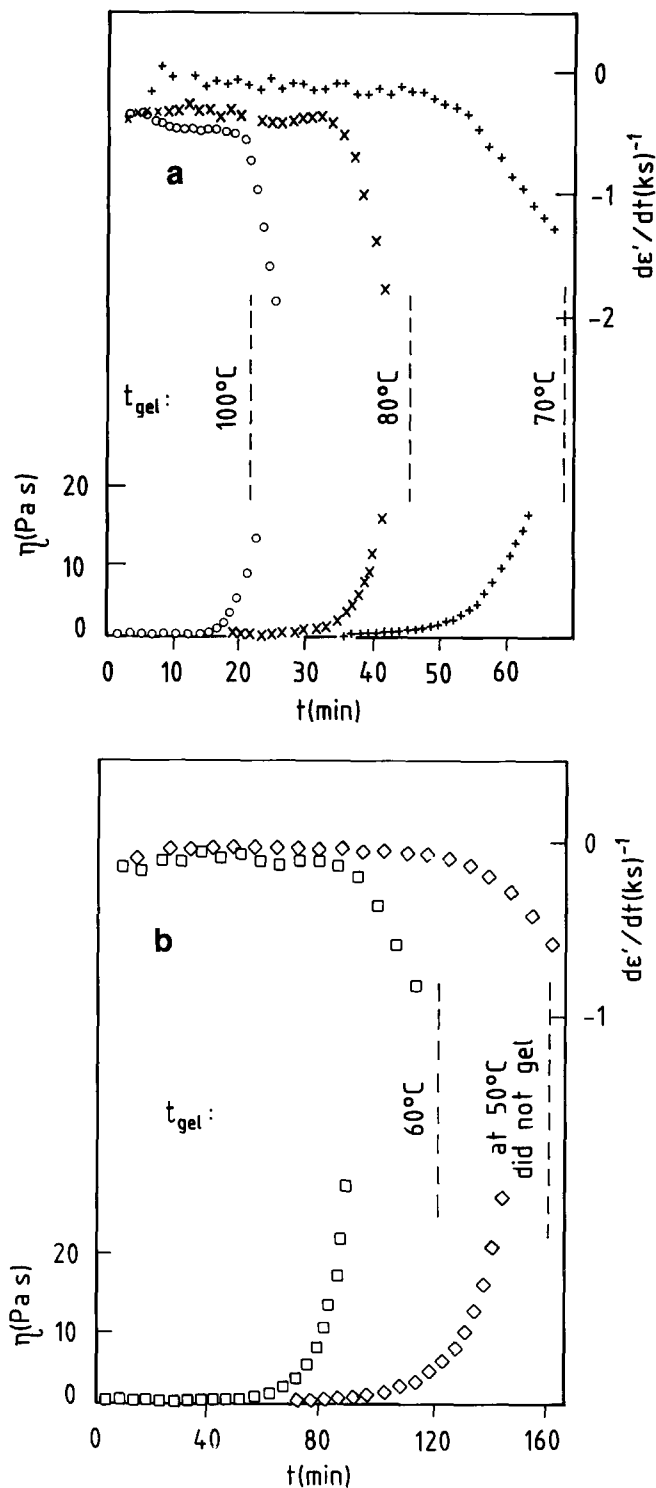 a
0
-1
-2
dε'/dt(ks)⁻¹
t_gel:
100°C
80°C
70°C
η(Pa s)
20
10
0
0 10 20 30 40 50 60
t(min)
b
0
-1
dε'/dt(ks)⁻¹
t_gel:
60°C
at 50°C
did not gel
η(Pa s)
20
10
0
0 40 80 120 160
t(min)